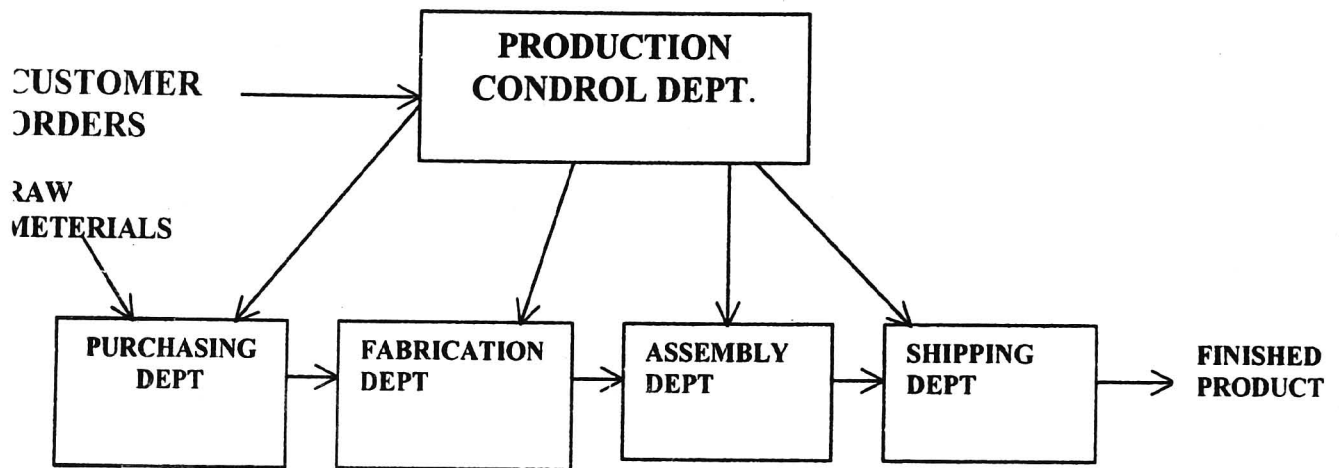 PRODUCTION
CONDROL DEPT.
CUSTOMER
ORDERS
RAW
METERIALS
PURCHASING
DEPT
FABRICATION
DEPT
ASSEMBLY
DEPT
SHIPPING
DEPT
FINISHED
PRODUCT